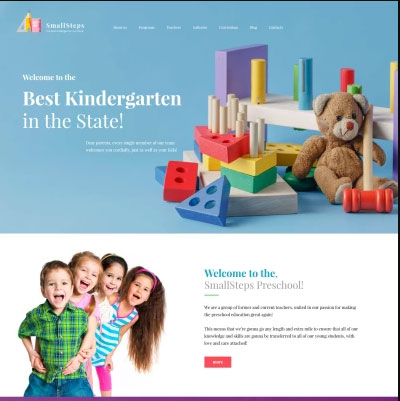 SmallSteps
About us Programs Teachers Calendar Curriculum Blog Contacts
Welcome to the
Best Kindergarten
in the State!
Dear parents, every single member of our team
welcomes you cordially, just as well as your kids!
Welcome to the,
SmallSteps Preschool!
We are a group of former and current teachers, united in our passion for making
the preschool education great again!
This means that we're gonna go any length and extra mile to ensure that all of our
knowledge and skills are gonna be transferred to all of our young students, with
love and care attached!